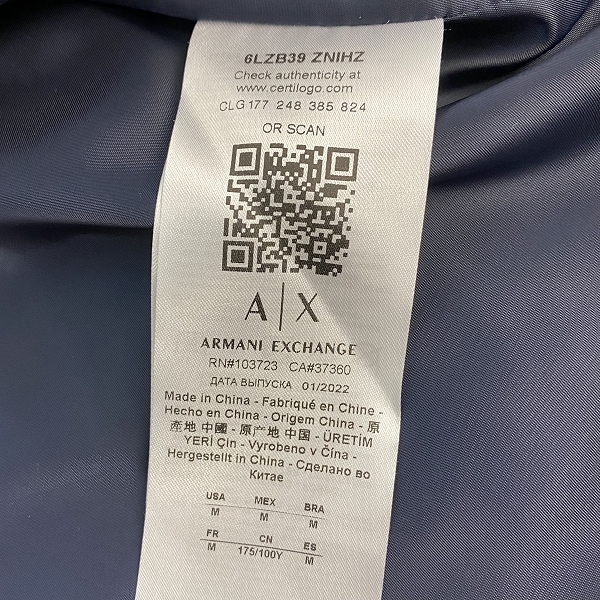 6LZB39 ZNIHZ
Check authenticity at
www.certilogo.com
CLG 177 248 385 824
OR SCAN
A|X
ARMANI EXCHANGE
RN#103723 CA#37360
ДАТА ВЫПУСКА 01/2022
Made in China - Fabriqué en Chine -
Hecho en China - Origem China - 原
產地 中國 - 原产地 中国 - ÜRETİM
YERİ Çin - Vyrobeno v Čína -
Hergestellt in China - Сделано во
Китае
USA MEX BRA
M M M
FR CN ES
M 175/100Y M